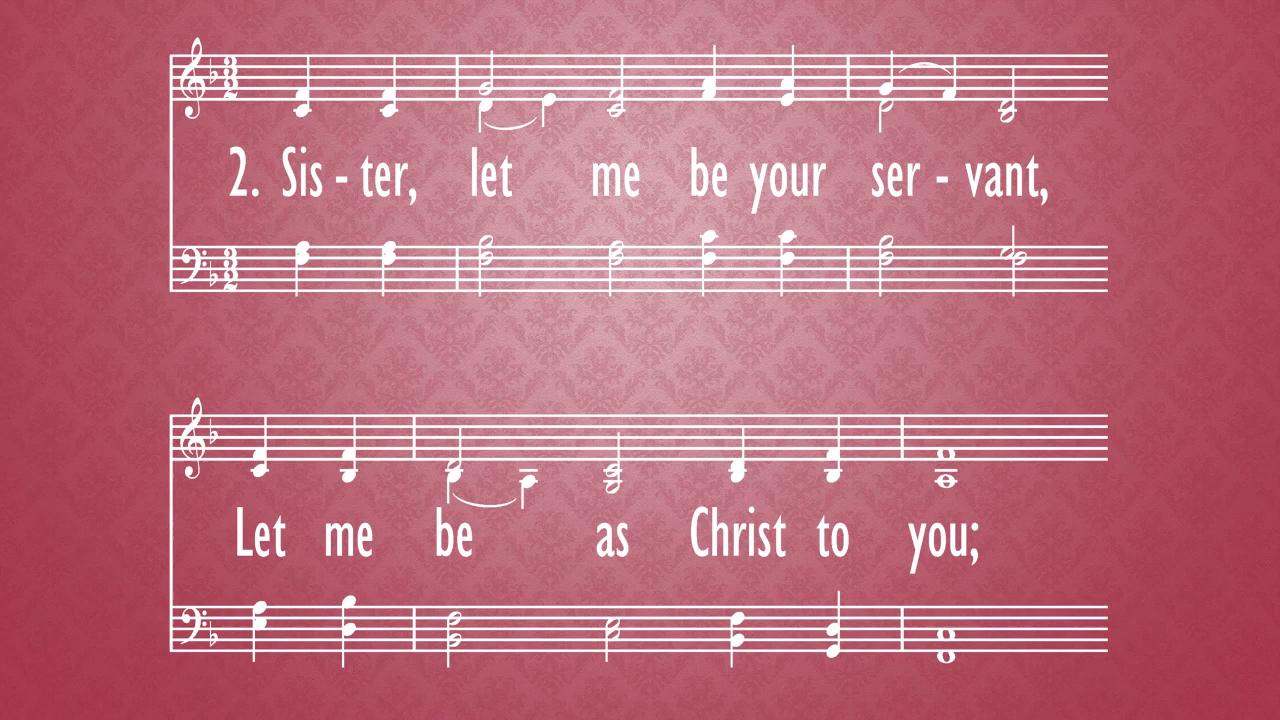 2. Sis - ter, let me be your ser - vant,
Let me be as Christ to you;